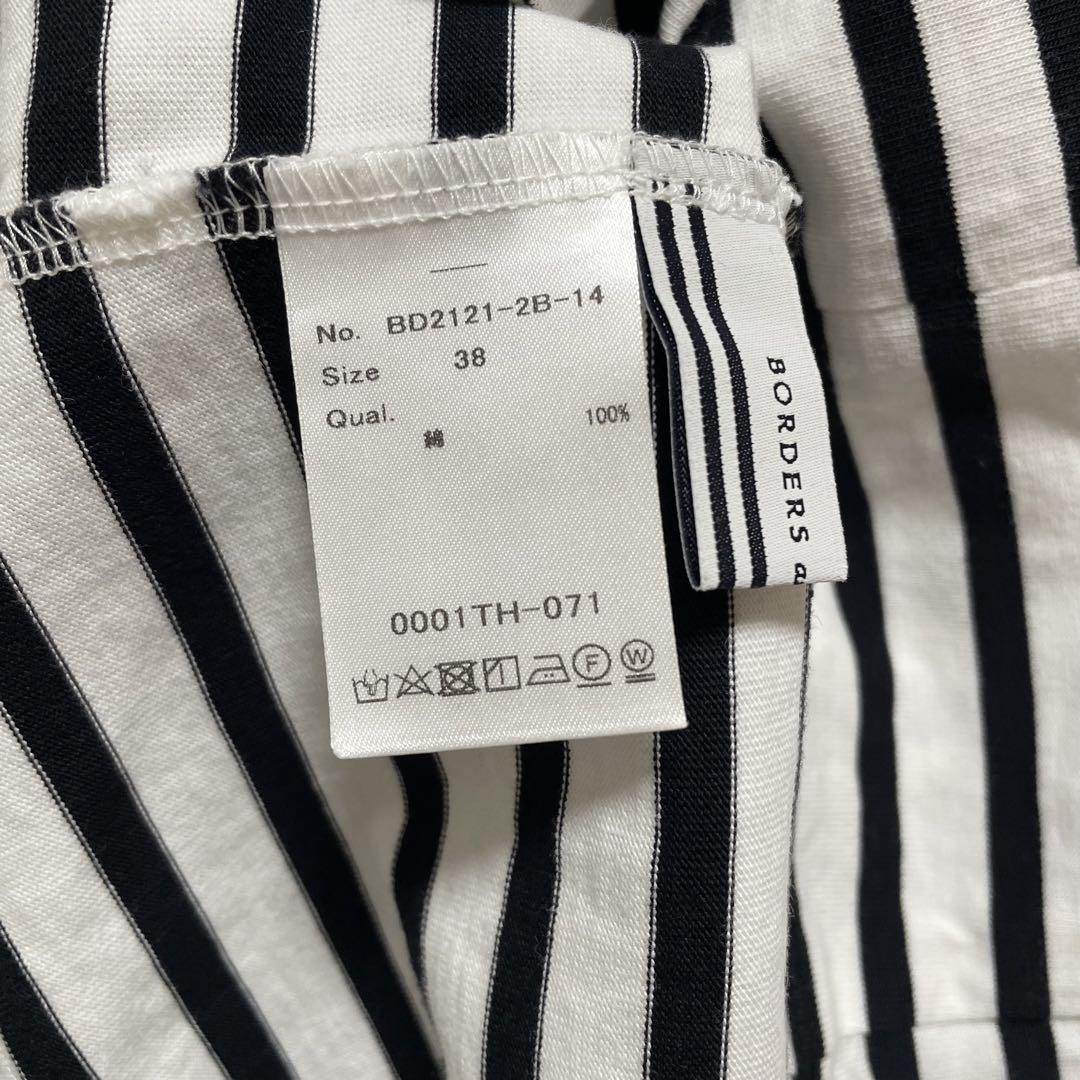 No. BD2121-2B-14
Size 38
Qual.
綿 100%
0001TH-071
F W
BORDERS a